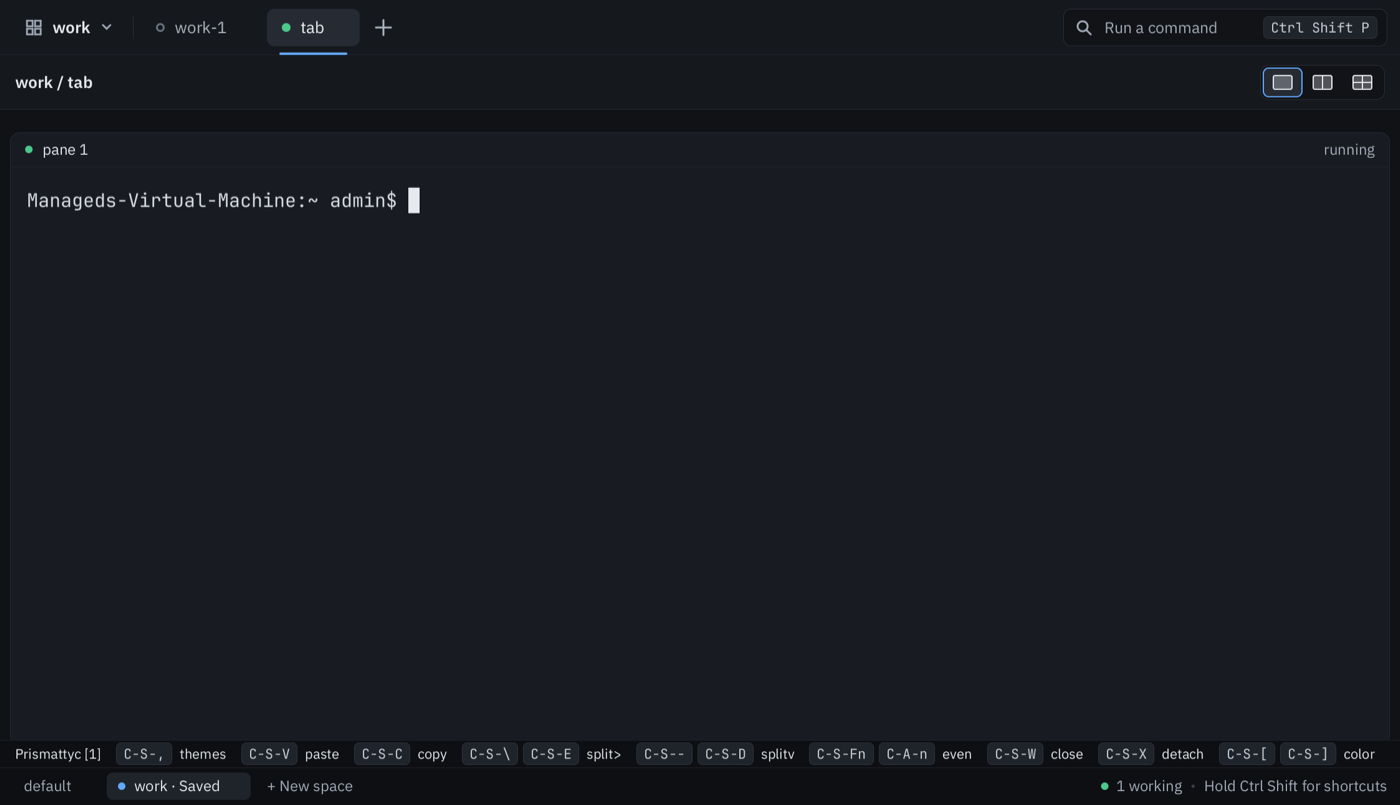 work work-1 tab + Run a command Ctrl Shift P
work / tab
pane 1 running
Manageds-Virtual-Machine:~ admin$
Prismattyc [1] C-S-, themes C-S-V paste C-S-C copy C-S-\ C-S-E split> C-S-- C-S-D splitv C-S-Fn C-A-n even C-S-W close C-S-X detach C-S-[ C-S-] color
default work · Saved + New space 1 working · Hold Ctrl Shift for shortcuts